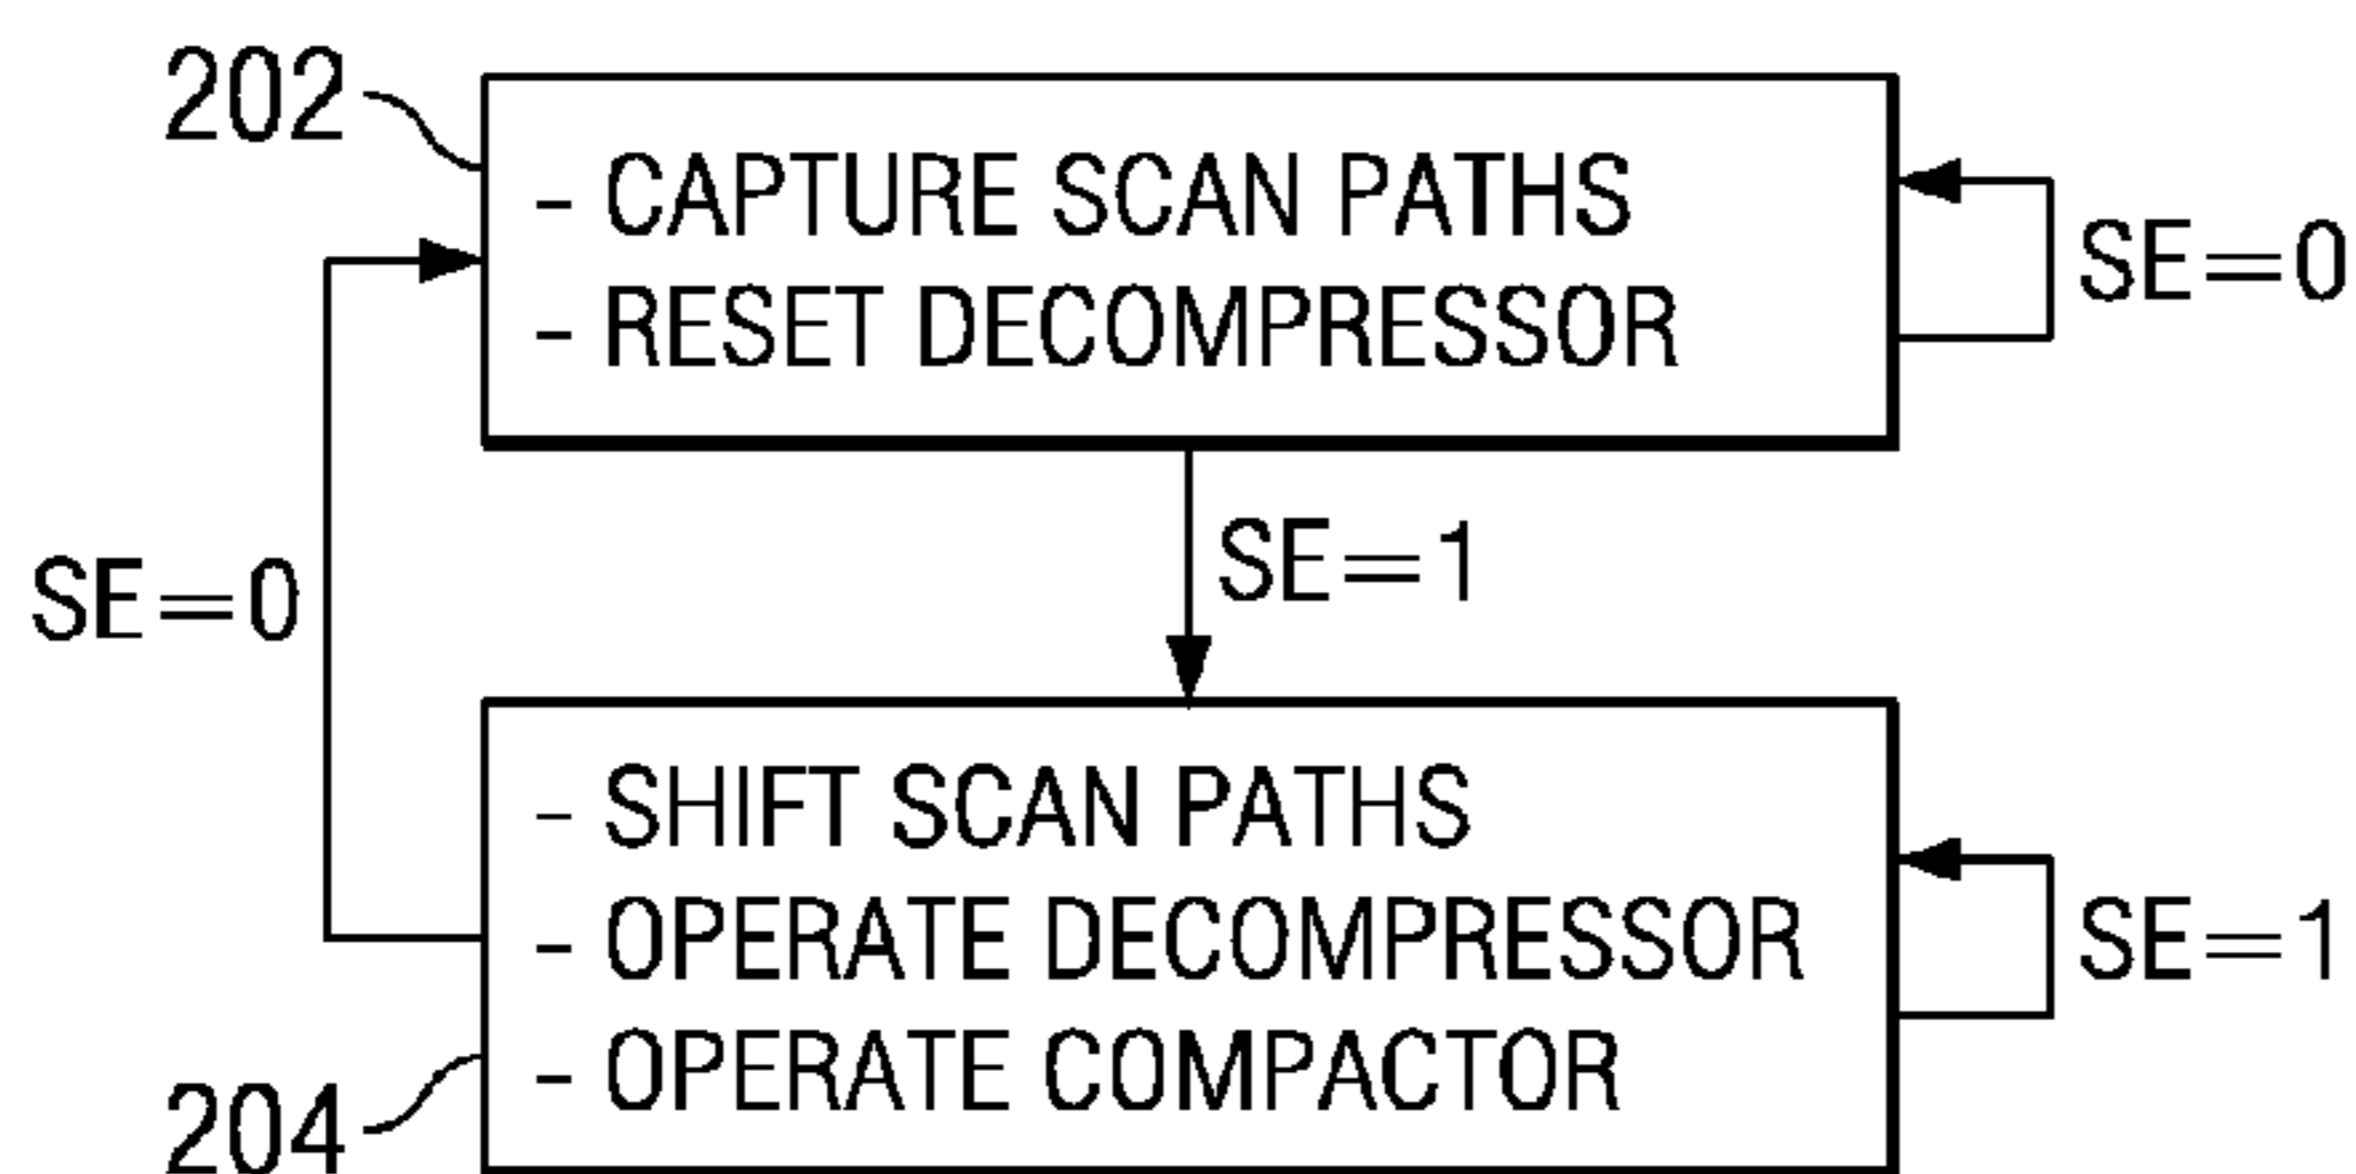 202
- CAPTURE SCAN PATHS
- RESET DECOMPRESSOR
SE=0
SE=0
SE=1
- SHIFT SCAN PATHS
- OPERATE DECOMPRESSOR
- OPERATE COMPACTOR
SE=1
204